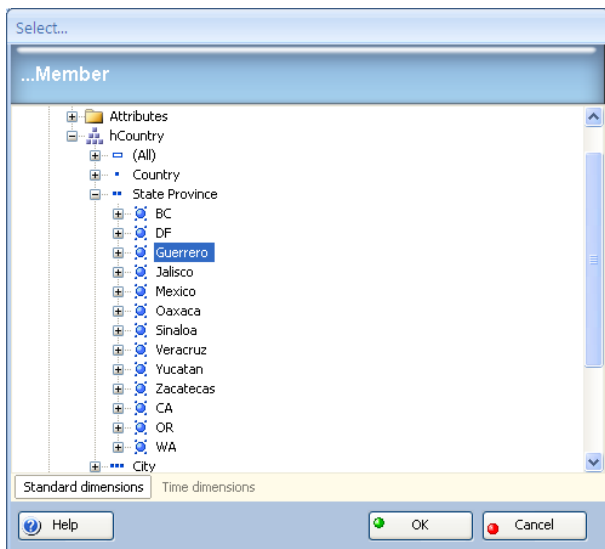 Select...
...Member
Attributes
hCountry
(All)
Country
State Province
BC
DF
Guerrero
Jalisco
Mexico
Oaxaca
Sinaloa
Veracruz
Yucatan
Zacatecas
CA
OR
WA
City
Standard dimensions Time dimensions
Help OK Cancel